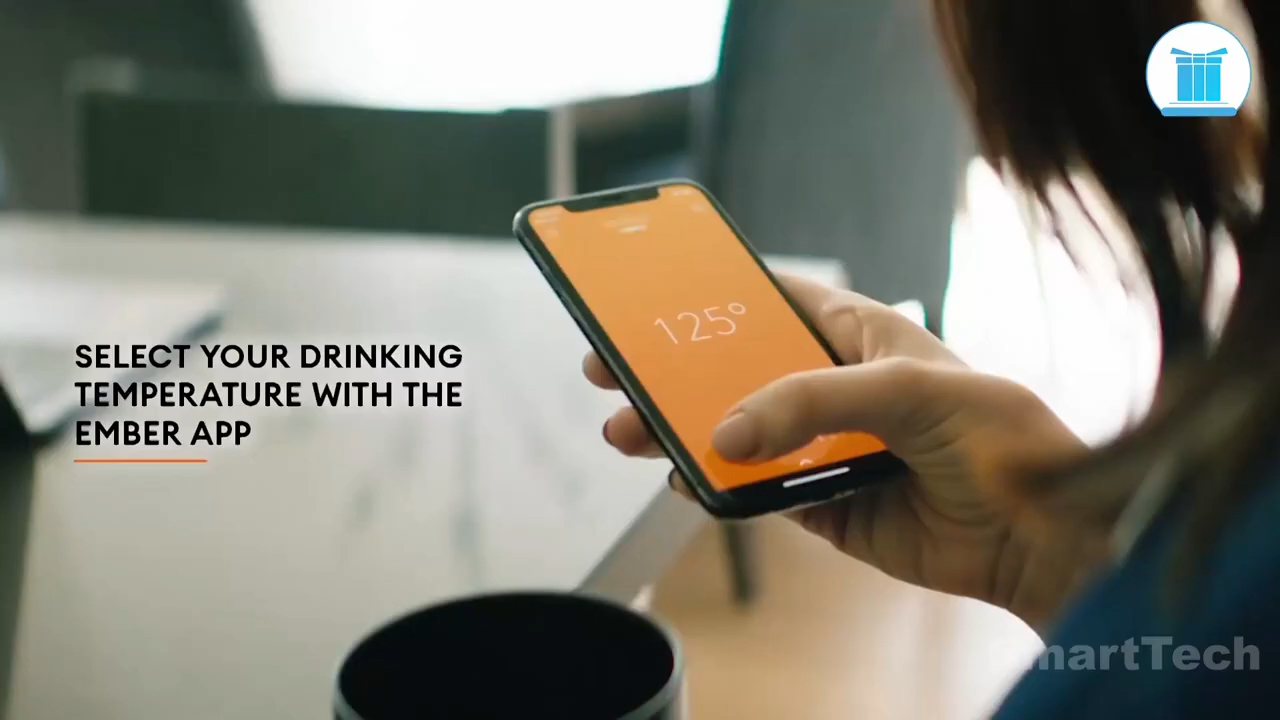 125°
SELECT YOUR DRINKING
TEMPERATURE WITH THE
EMBER APP
martTech